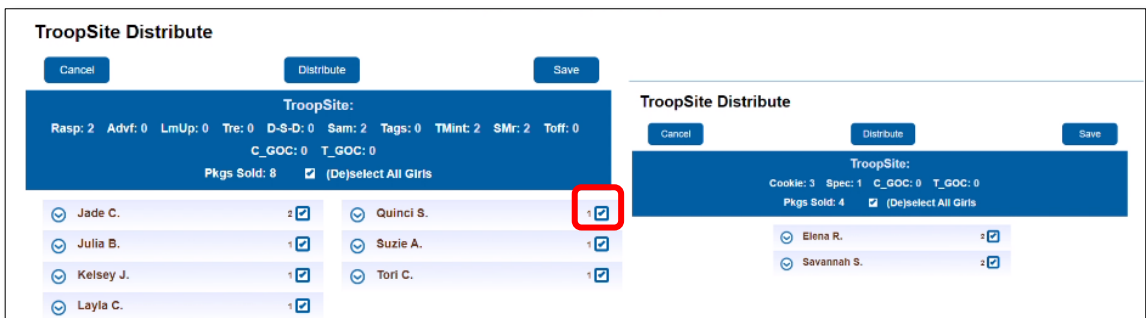 TroopSite Distribute
Cancel Distribute Save
TroopSite:
Rasp: 2 Advf: 0 LmUp: 0 Tre: 0 D-S-D: 0 Sam: 2 Tags: 0 TMint: 2 SMr: 2 Toff: 0
C_GOC: 0 T_GOC: 0
Pkgs Sold: 8 (De)select All Girls
Jade C. 2 Quinci S. 1
Julia B. 1 Suzie A. 1
Kelsey J. 1 Tori C. 1
Layla C. 1
TroopSite Distribute
Cancel Distribute Save
TroopSite:
Cookie: 3 Spec: 1 C_GOC: 0 T_GOC: 0
Pkgs Sold: 4 (De)select All Girls
Elena R. 2
Savannah S. 2